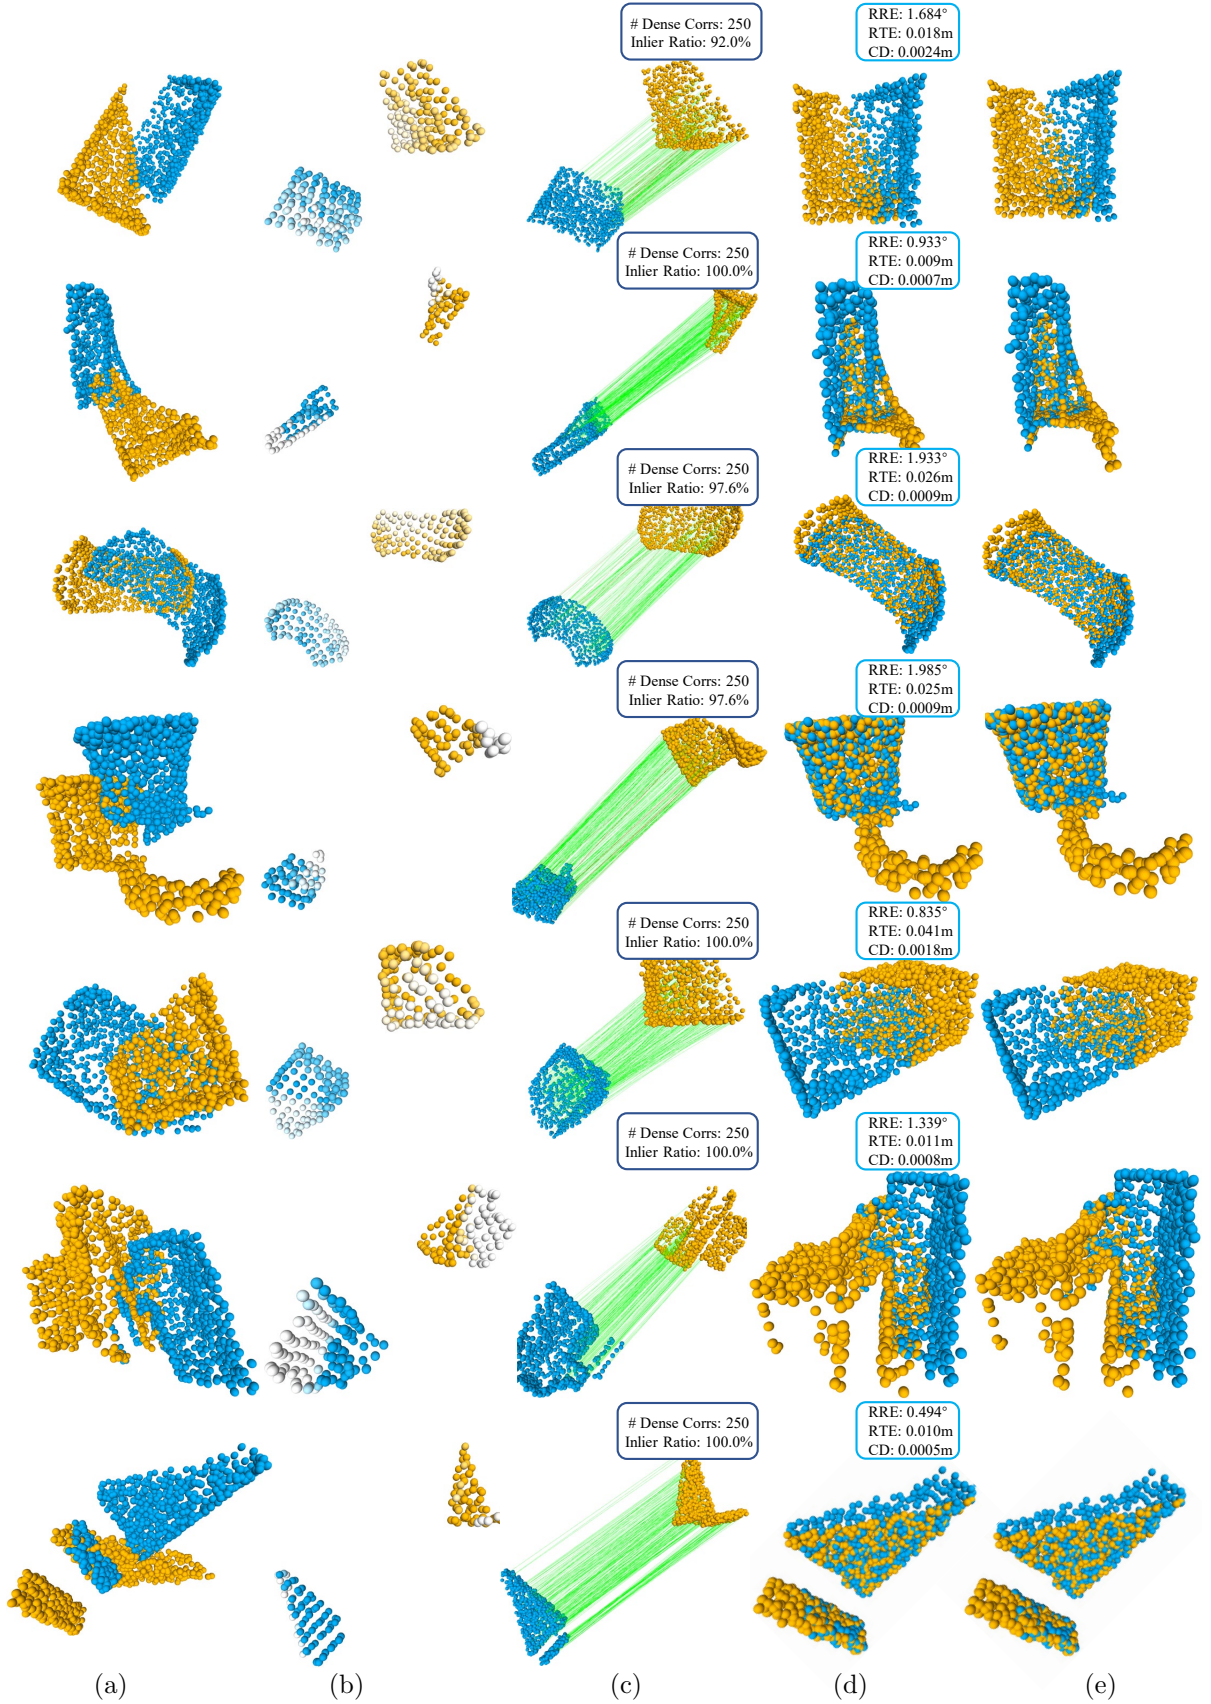 # Dense Corrs: 250
Inlier Ratio: 92.0%
RRE: 1.684°
RTE: 0.018m
CD: 0.0024m
# Dense Corrs: 250
Inlier Ratio: 100.0%
RRE: 0.933°
RTE: 0.009m
CD: 0.0007m
# Dense Corrs: 250
Inlier Ratio: 97.6%
RRE: 1.933°
RTE: 0.026m
CD: 0.0009m
# Dense Corrs: 250
Inlier Ratio: 97.6%
RRE: 1.985°
RTE: 0.025m
CD: 0.0009m
# Dense Corrs: 250
Inlier Ratio: 100.0%
RRE: 0.835°
RTE: 0.041m
CD: 0.0018m
# Dense Corrs: 250
Inlier Ratio: 100.0%
RRE: 1.339°
RTE: 0.011m
CD: 0.0008m
# Dense Corrs: 250
Inlier Ratio: 100.0%
RRE: 0.494°
RTE: 0.010m
CD: 0.0005m
(a) (b) (c) (d) (e)